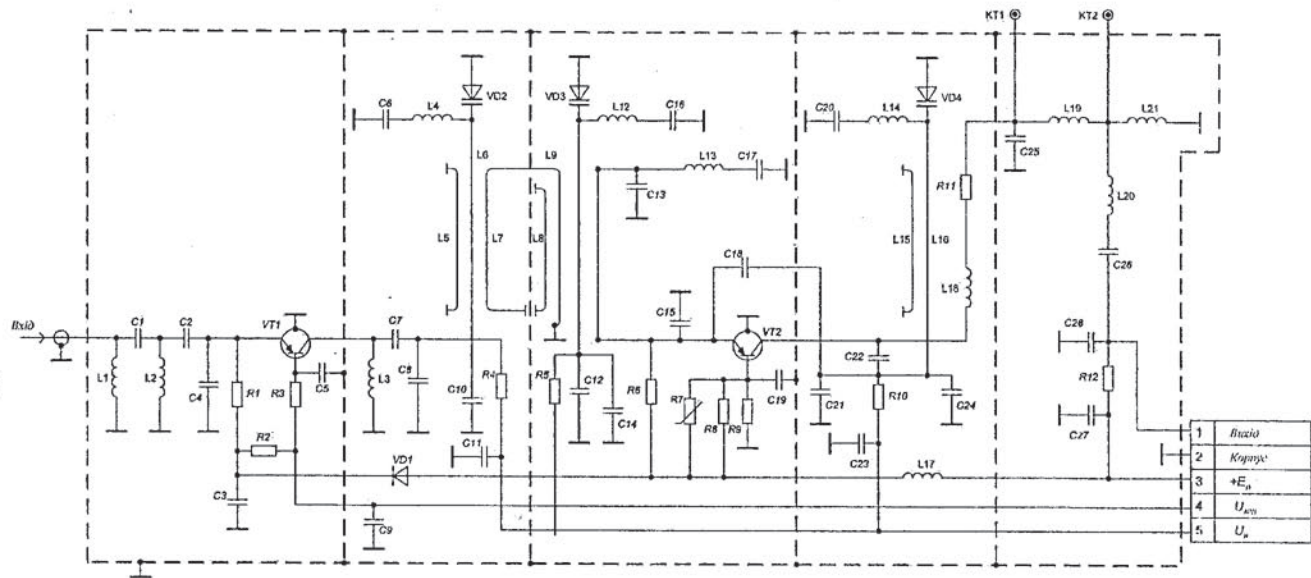 KT1 KT2
C6 L4 VD2 VD3 L12 C16 C20 L14 VD4 L19 L21
C25
L6 L9 L13 C17
C13 R11 L20
L5 L7 L8 L15 L16
C18 C26
L18
Вхід C1 C2 VT1 C7 C15 VT2 C28
C22
L1 L2 C4 R1 R3 C5 L3 C8 C10 R4 R5 C12 R6 R7 R8 R9 C19 C21 R10 C24 R12
C14
R2 C11 C23 C27
VD1 L17
C3
C9
1 Вихід
2 Корпус
3
4
5